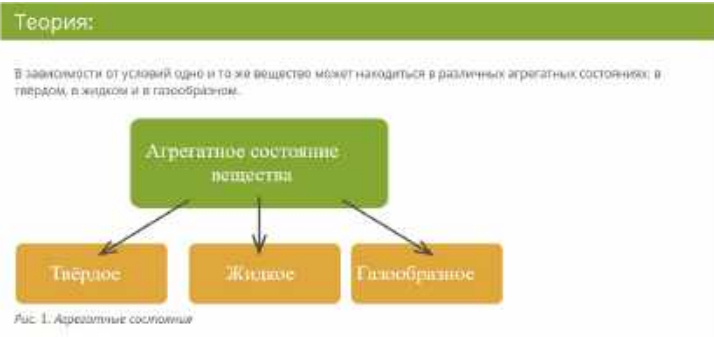 Теория:
В зависимости от условий одно и то же вещество может находиться в различных агрегатных состояниях: в
твёрдом, в жидком и в газообразном.
Агрегатное состояние
вещества
Твёрдое
Жидкое
Газообразное
Рис. 1. Агрегатные состояния